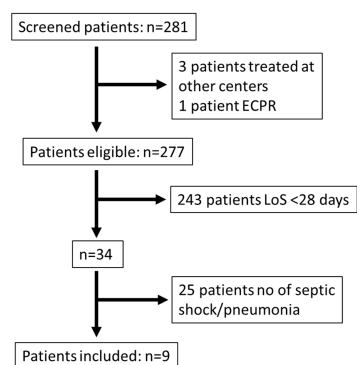 Screened patients: n=281
3 patients treated at
other centers
1 patient ECPR
Patients eligible: n=277
243 patients LoS <28 days
n=34
25 patients no of septic
shock/pneumonia
Patients included: n=9